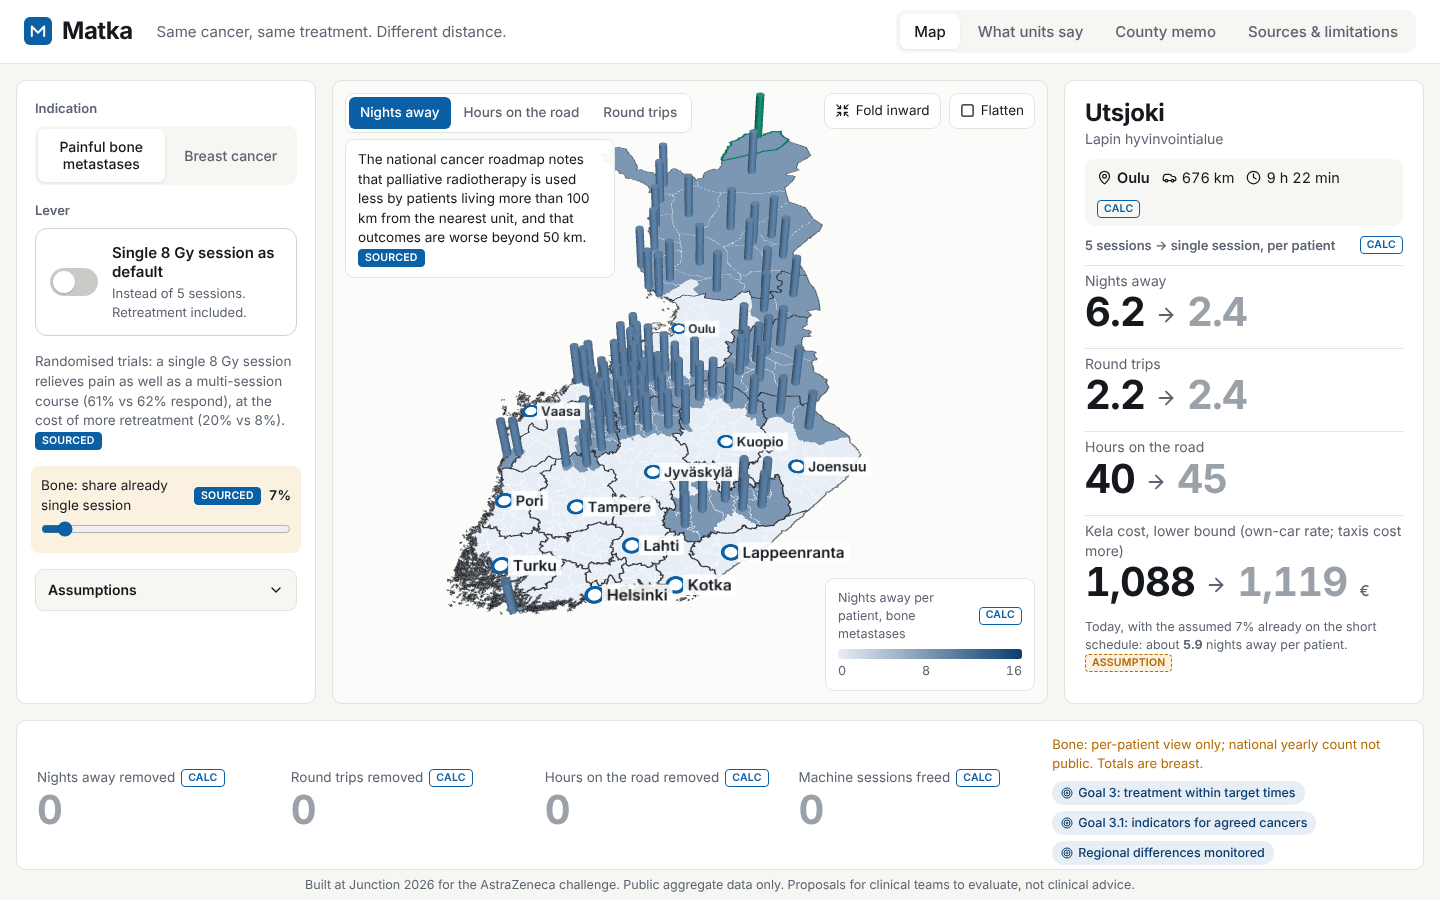 Matka
Same cancer, same treatment. Different distance.
Map
What units say
County memo
Sources & limitations
Indication
Painful bone
metastases
Breast cancer
Lever
Single 8 Gy session as
default
Instead of 5 sessions.
Retreatment included.
Randomised trials: a single 8 Gy session
relieves pain as well as a multi-session
course (61% vs 62% respond), at the
cost of more retreatment (20% vs 8%).
SOURCED
Bone: share already
single session
SOURCED
7%
Assumptions
Nights away
Hours on the road
Round trips
Fold inward
Flatten
The national cancer roadmap notes
that palliative radiotherapy is used
less by patients living more than 100
km from the nearest unit, and that
outcomes are worse beyond 50 km.
SOURCED
Oulu
Vaasa
Kuopio
Joensuu
Jyväskylä
Pori
Tampere
Lahti
Lappeenranta
Turku
Kotka
Helsinki
Nights away per
patient, bone
metastases
CALC
0
8
16
Utsjoki
Lapin hyvinvointialue
Oulu 676 km 9 h 22 min
CALC
5 sessions → single session, per patient CALC
Nights away
6.2 → 2.4
Round trips
2.2 → 2.4
Hours on the road
40 → 45
Kela cost, lower bound (own-car rate; taxis cost
more)
1,088 → 1,119 €
Today, with the assumed 7% already on the short
schedule: about 5.9 nights away per patient.
ASSUMPTION
Nights away removed CALC
0
Round trips removed CALC
0
Hours on the road removed CALC
0
Machine sessions freed CALC
0
Bone: per-patient view only; national yearly count not
public. Totals are breast.
Goal 3: treatment within target times
Goal 3.1: indicators for agreed cancers
Regional differences monitored
Built at Junction 2026 for the AstraZeneca challenge. Public aggregate data only. Proposals for clinical teams to evaluate, not clinical advice.